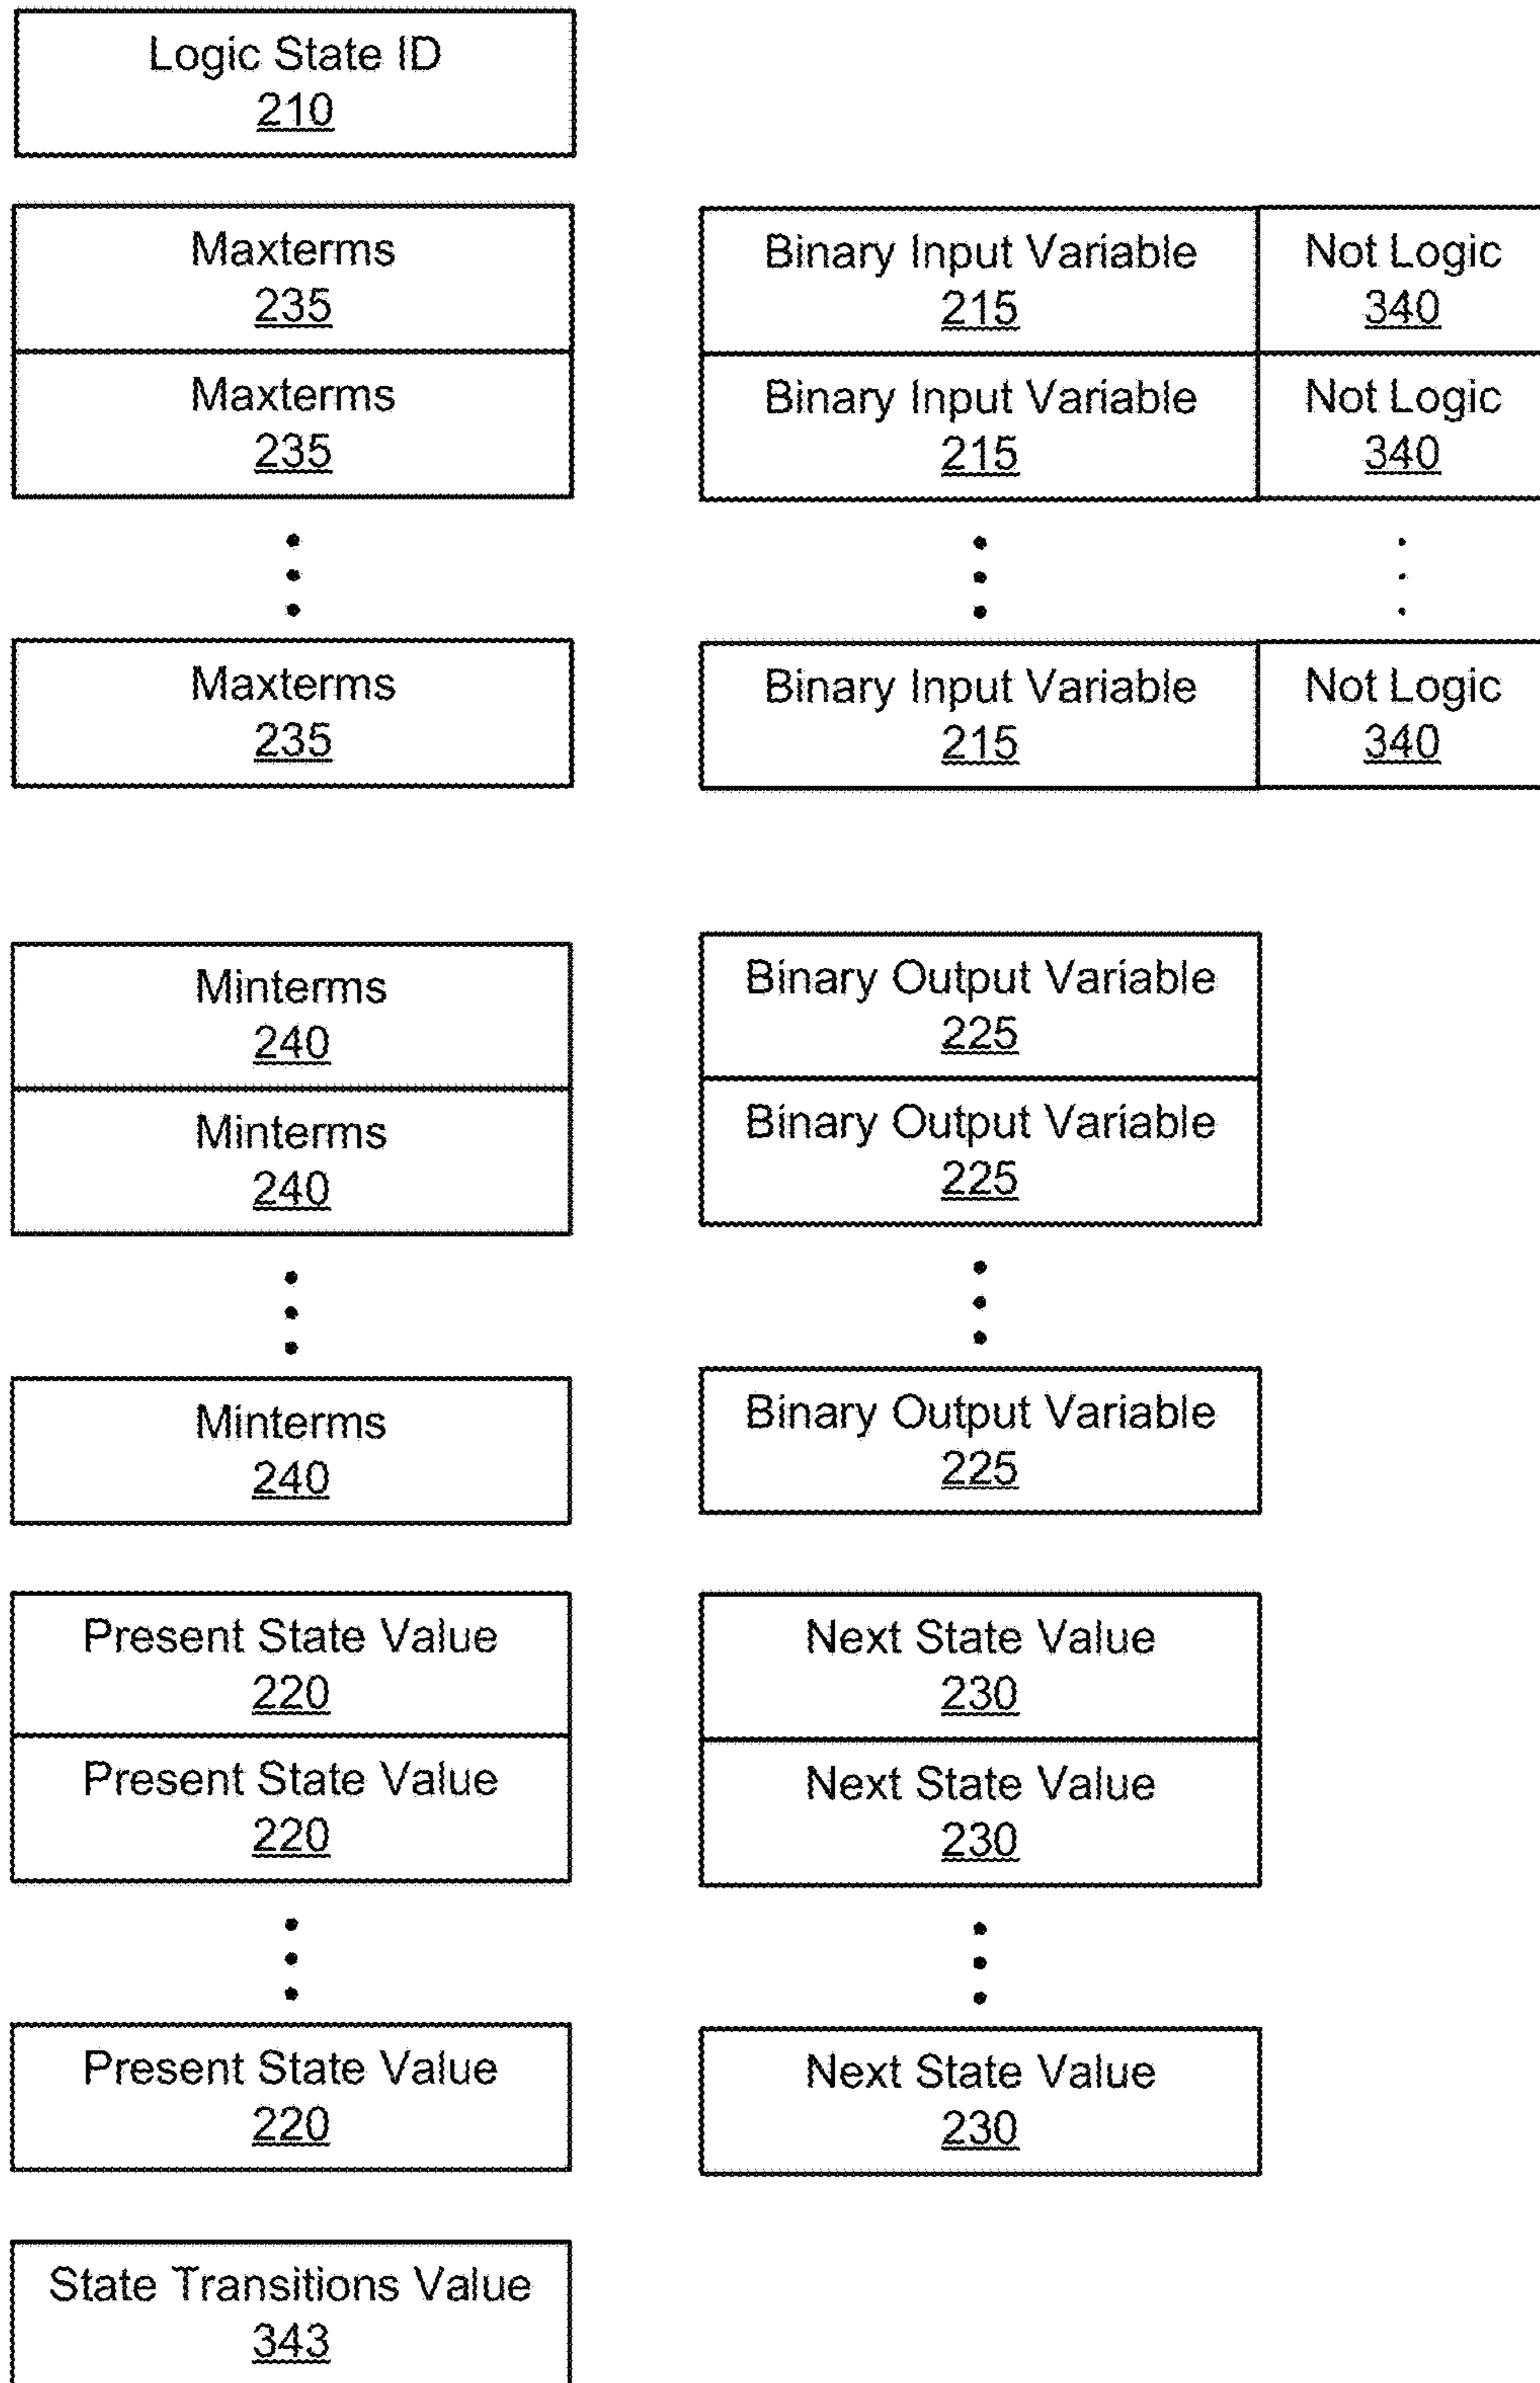 Logic State ID
210
Maxterms
235
Binary Input Variable
215
Not Logic
340
Maxterms
235
Binary Input Variable
215
Not Logic
340
Maxterms
235
Binary Input Variable
215
Not Logic
340
Minterms
240
Binary Output Variable
225
Minterms
240
Binary Output Variable
225
Minterms
240
Binary Output Variable
225
Present State Value
220
Next State Value
230
Present State Value
220
Next State Value
230
Present State Value
220
Next State Value
230
State Transitions Value
343